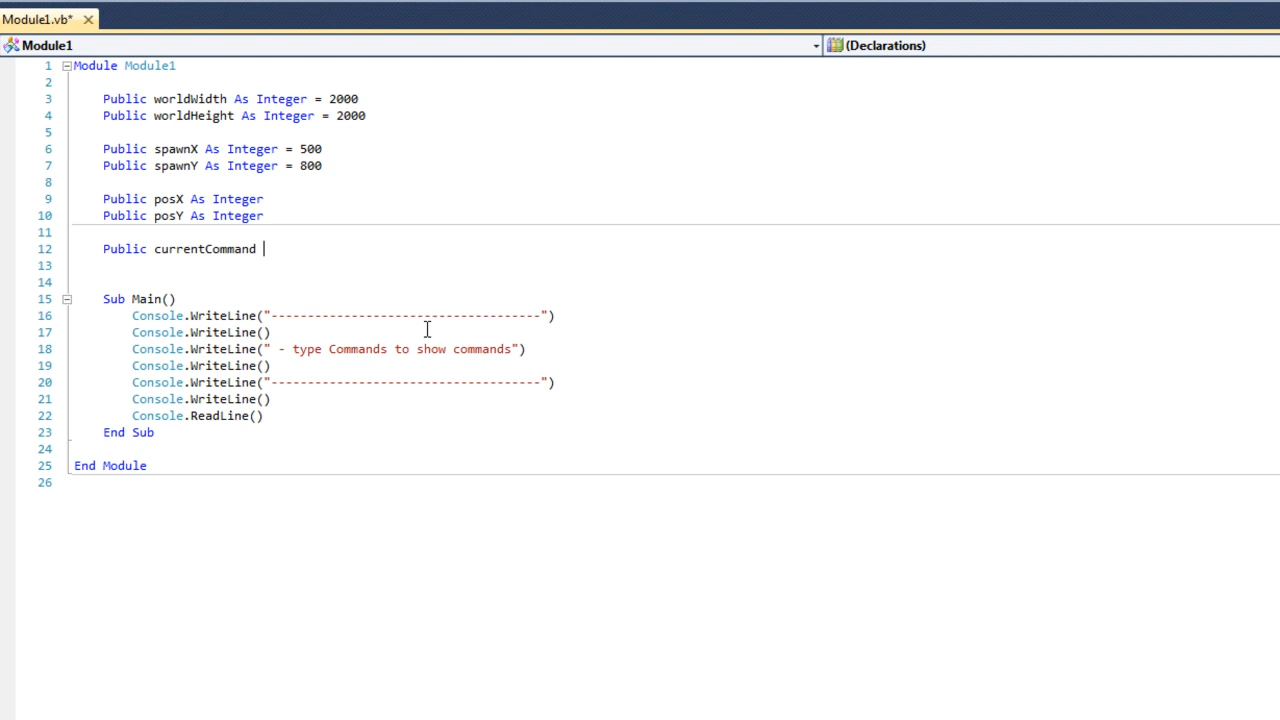 Module1.vb*
Module1 (Declarations)
1 Module Module1
2
3 Public worldWidth As Integer = 2000
4 Public worldHeight As Integer = 2000
5
6 Public spawnX As Integer = 500
7 Public spawnY As Integer = 800
8
9 Public posX As Integer
10 Public posY As Integer
11
12 Public currentCommand
13
14
15 Sub Main()
16 Console.WriteLine("-------------------------------------")
17 Console.WriteLine()
18 Console.WriteLine(" - type Commands to show commands")
19 Console.WriteLine()
20 Console.WriteLine("-------------------------------------")
21 Console.WriteLine()
22 Console.ReadLine()
23 End Sub
24
25 End Module
26